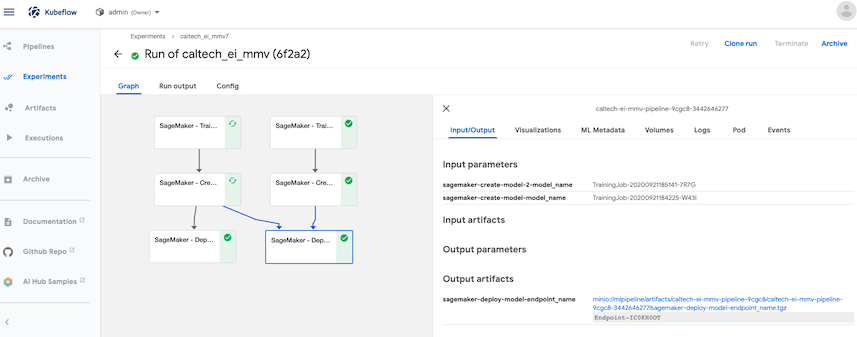 Kubeflow
admin (Owner)
Pipelines
Experiments
Artifacts
Executions
Archive
Documentation
Github Repo
AI Hub Samples
Experiments > caltech_ei_mmv7
Run of caltech_ei_mmv (6f2a2)
Retry
Clone run
Terminate
Archive
Graph
Run output
Config
SageMaker - Trai...
SageMaker - Trai...
SageMaker - Cre...
SageMaker - Cre...
SageMaker - Dep...
SageMaker - Dep...
caltech-ei-mmv-pipeline-9cgc8-3442646277
Input/Output
Visualizations
ML Metadata
Volumes
Logs
Pod
Events
Input parameters
sagemaker-create-model-2-model_name TrainingJob-20200921185141-7R7G
sagemaker-create-model-model_name TrainingJob-20200921184225-W43I
Input artifacts
Output parameters
Output artifacts
sagemaker-deploy-model-endpoint_name minio://mlpipeline/artifacts/caltech-ei-mmv-pipeline-9cgc8/caltech-ei-mmv-pipeline-
9cgc8-3442646277/sagemaker-deploy-model-endpoint_name.tgz
Endpoint-IC0KH0OT